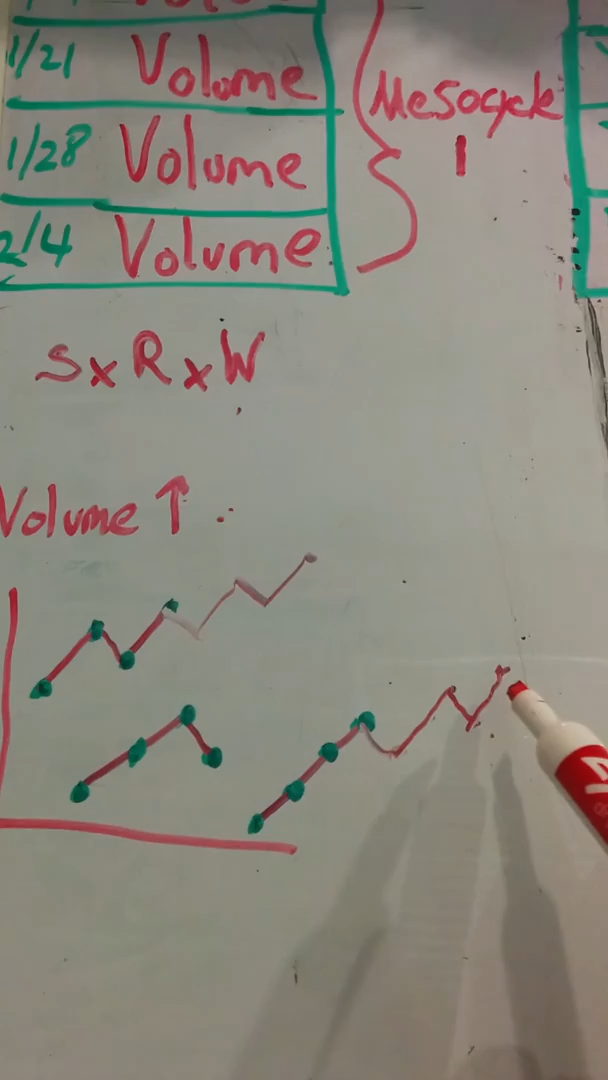 1/21 Volume
1/28 Volume
2/4 Volume
Mesocycle
1
S x R x W
Volume ↑